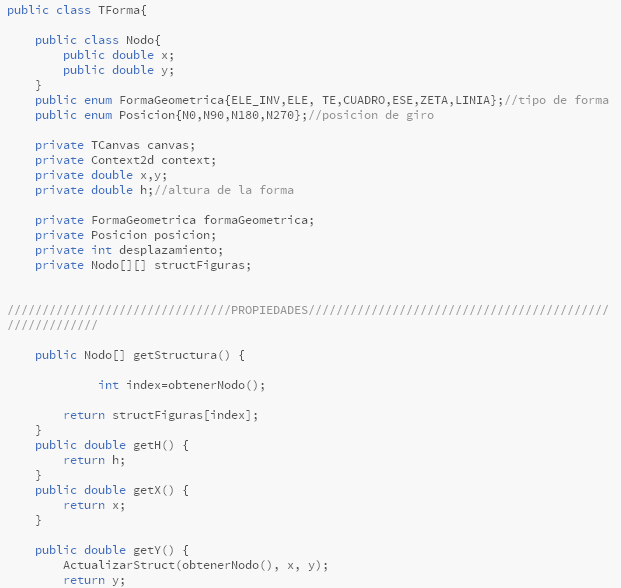 public class TForma{
public class Nodo{
public double x;
public double y;
}
public enum FormaGeometrica{ELE_INV,ELE, TE,CUADRO,ESE,ZETA,LINIA};//tipo de forma
public enum Posicion{N0,N90,N180,N270};//posicion de giro
private TCanvas canvas;
private Context2d context;
private double x,y;
private double h;//altura de la forma
private FormaGeometrica formaGeometrica;
private Posicion posicion;
private int desplazamiento;
private Nodo[][] structFiguras;
////////////////////////////////PROPIEDADES///////////////////////////////////////////
/////////////
public Nodo[] getStructura() {
int index=obtenerNodo();
return structFiguras[index];
}
public double getH() {
return h;
}
public double getX() {
return x;
}
public double getY() {
ActualizarStruct(obtenerNodo(), x, y);
return y;